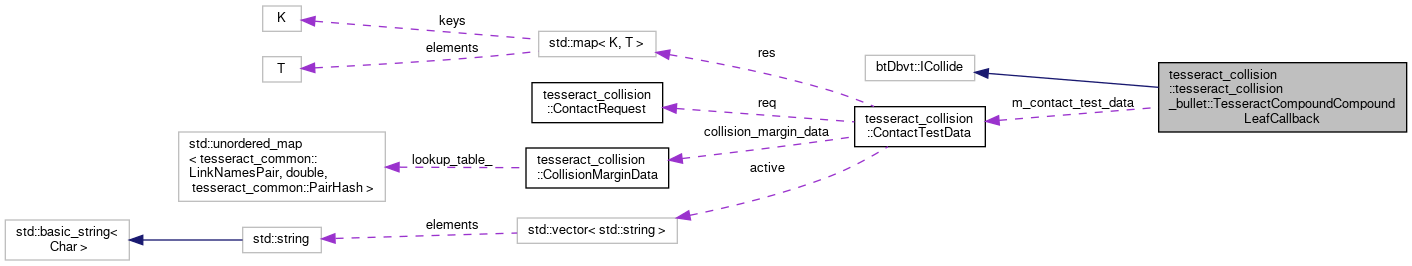 K
keys
T
elements
std::map< K, T >
res
btDbvt::ICollide
tesseract_collision
::tesseract_collision
_bullet::TesseractCompoundCompound
LeafCallback
m_contact_test_data
tesseract_collision
::ContactRequest
req
tesseract_collision
::ContactTestData
collision_margin_data
std::unordered_map
< tesseract_common::
LinkNamesPair, double,
tesseract_common::PairHash >
lookup_table_
tesseract_collision
::CollisionMarginData
active
std::basic_string<
Char >
std::string
elements
std::vector< std::string >